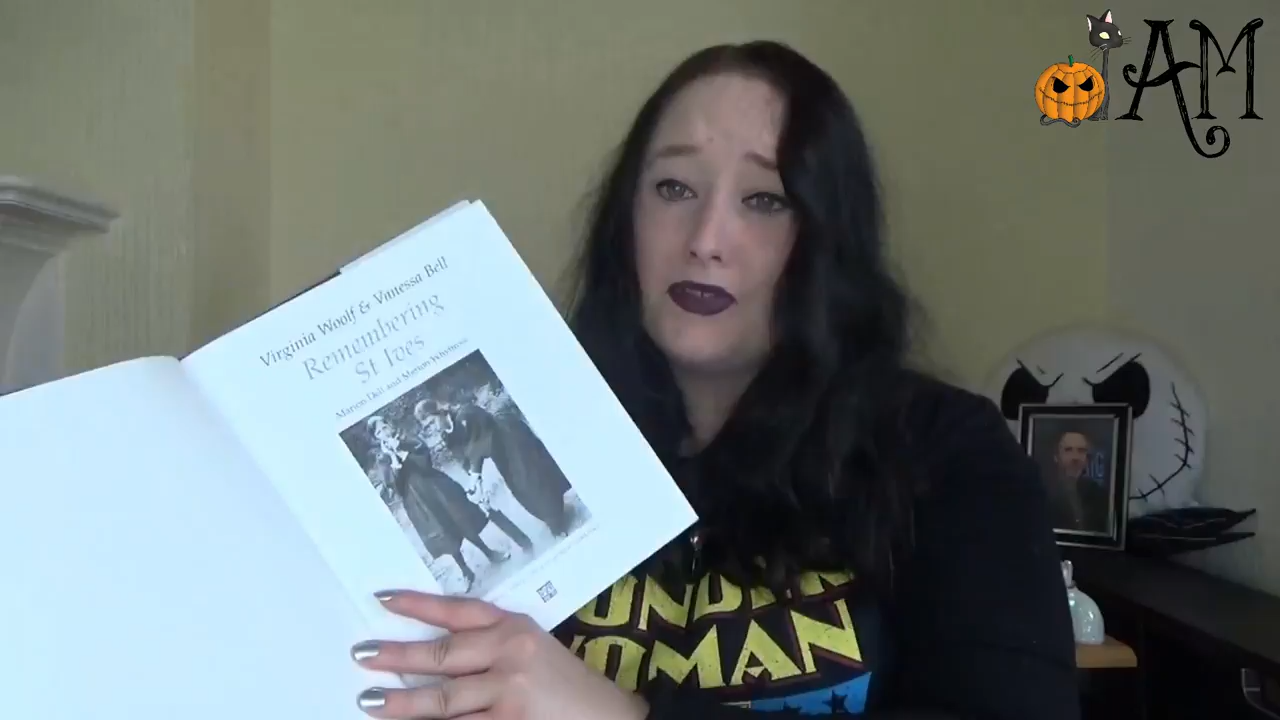 AM
Virginia Woolf & Vanessa Bell
Remembering
St Ives
Marion Dell and Marion Whybrow
WONDER
WOMAN